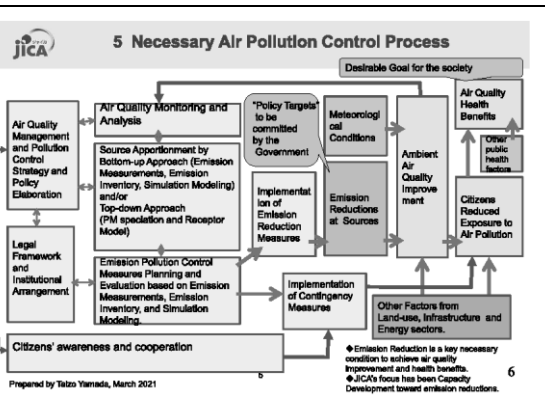 JICA
5 Necessary Air Pollution Control Process
Desirable Goal for the society
Air Quality
Management
and Pollution
Control
Strategy and
Policy
Elaboration
Legal
Framework
and
Institutional
Arrangement
Air Quality Monitoring and
Analysis
Source Apportionment by
Bottom-up Approach (Emission
Measurements, Emission
Inventory, Simulation Modeling)
and/or
Top-down Approach
(PM speciation and Receptor
Model)
Emission Pollution Control
Measures Planning and
Evaluation based on Emission
Measurements, Emission
Inventory, and Simulation
Modeling.
"Policy Targets"
to be
committed
by the
Government
Implementat
ion of
Emission
Reduction
Measures
Meteorologi
cal
Conditions
Emission
Reductions
at Sources
Ambient
Air
Quality
Improve
ment
Air Quality
Health
Benefits
Other
public
health
factors
Citizens
Reduced
Exposure to
Air Pollution
Implementation
of Contingency
Measures
Other Factors from
Land-use, Infrastructure and
Energy sectors.
Citizens' awareness and cooperation
◆Emission Reduction is a key necessary
condition to achieve air quality
improvement and health benefits.
◆JICA's focus has been Capacity
Development toward emission reductions.
Prepared by Taizo Yamada, March 2021
6